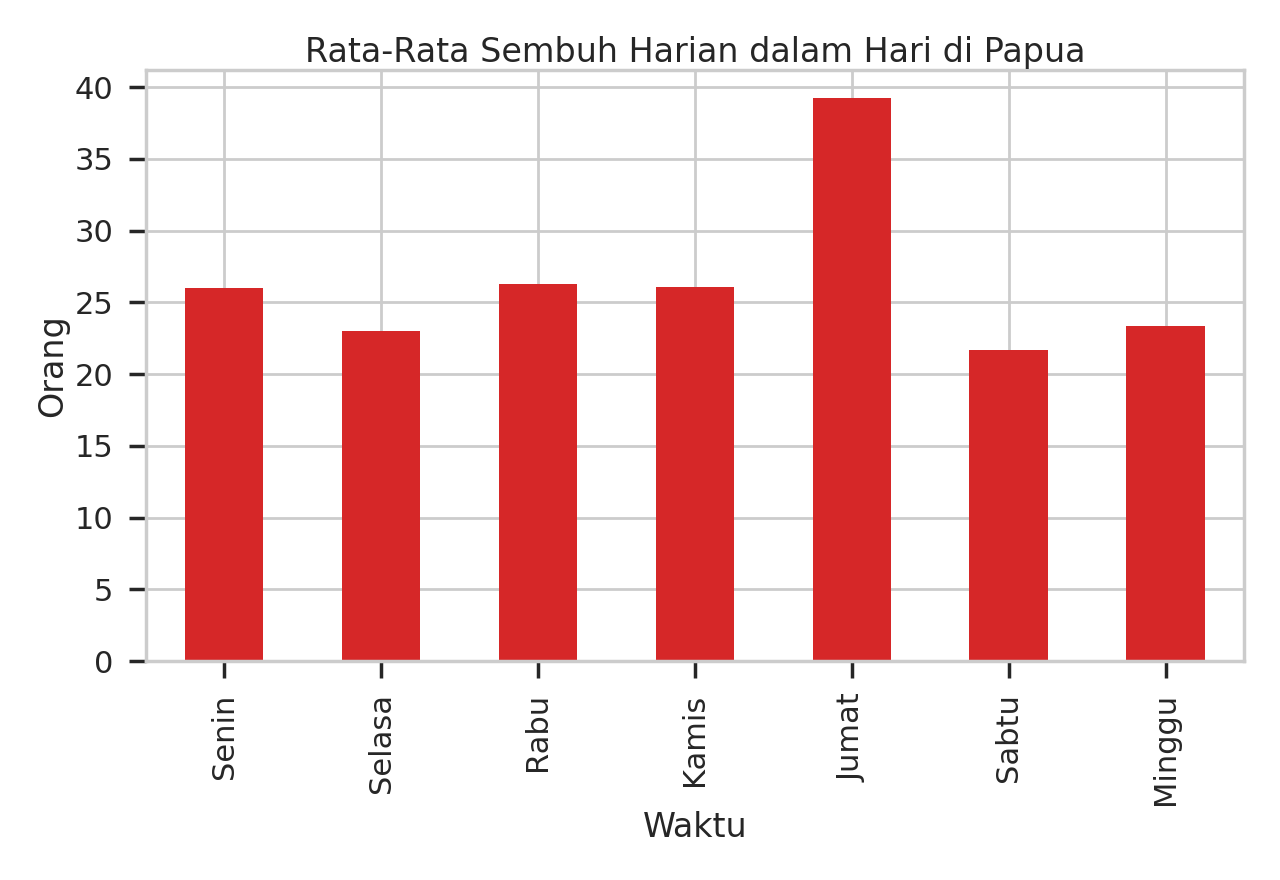 Rata-Rata Sembuh Harian dalam Hari di Papua
40
35
30
25
20
15
10
5
0
Orang
Senin
Selasa
Rabu
Kamis
Jumat
Sabtu
Minggu
Waktu